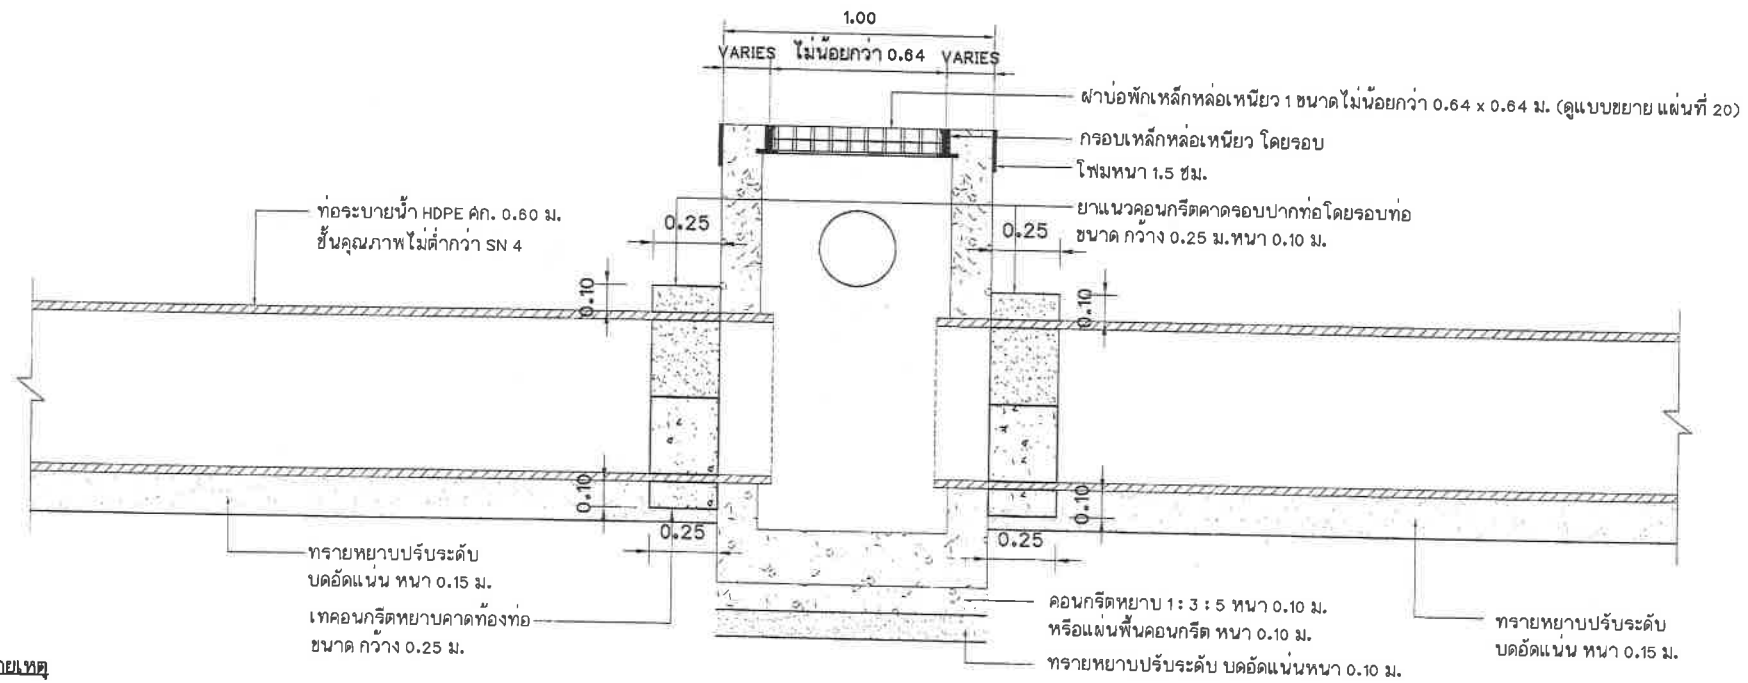 1.00
VARIES ไม่น้อยกว่า 0.64 VARIES
ฝาบ่อพักเหล็กหล่อเหนียว 1 ขนาดไม่น้อยกว่า 0.64 x 0.64 ม. (ดูแบบขยาย แผ่นที่ 20)
กรอบเหล็กหล่อเหนียว โดยรอบ
โฟมหนา 1.5 ซม.
ท่อระบายน้ำ HDPE ศก. 0.60 ม.
ชั้นคุณภาพไม่ต่ำกว่า SN 4
0.25
ยาแนวคอนกรีตคาดรอบปากท่อโดยรอบท่อ
ขนาด กว้าง 0.25 ม.หนา 0.10 ม.
0.25
0.10
0.10
0.10
0.10
0.25
0.25
ทรายหยาบปรับระดับ
บดอัดแน่น หนา 0.15 ม.
เทคอนกรีตหยาบคาดท้องท่อ
ขนาด กว้าง 0.25 ม.
คอนกรีตหยาบ 1 : 3 : 5 หนา 0.10 ม.
หรือแผ่นพื้นคอนกรีต หนา 0.10 ม.
ทรายหยาบปรับระดับ บดอัดแน่นหนา 0.10 ม.
ทรายหยาบปรับระดับ
บดอัดแน่น หนา 0.15 ม.
ายเหตุ